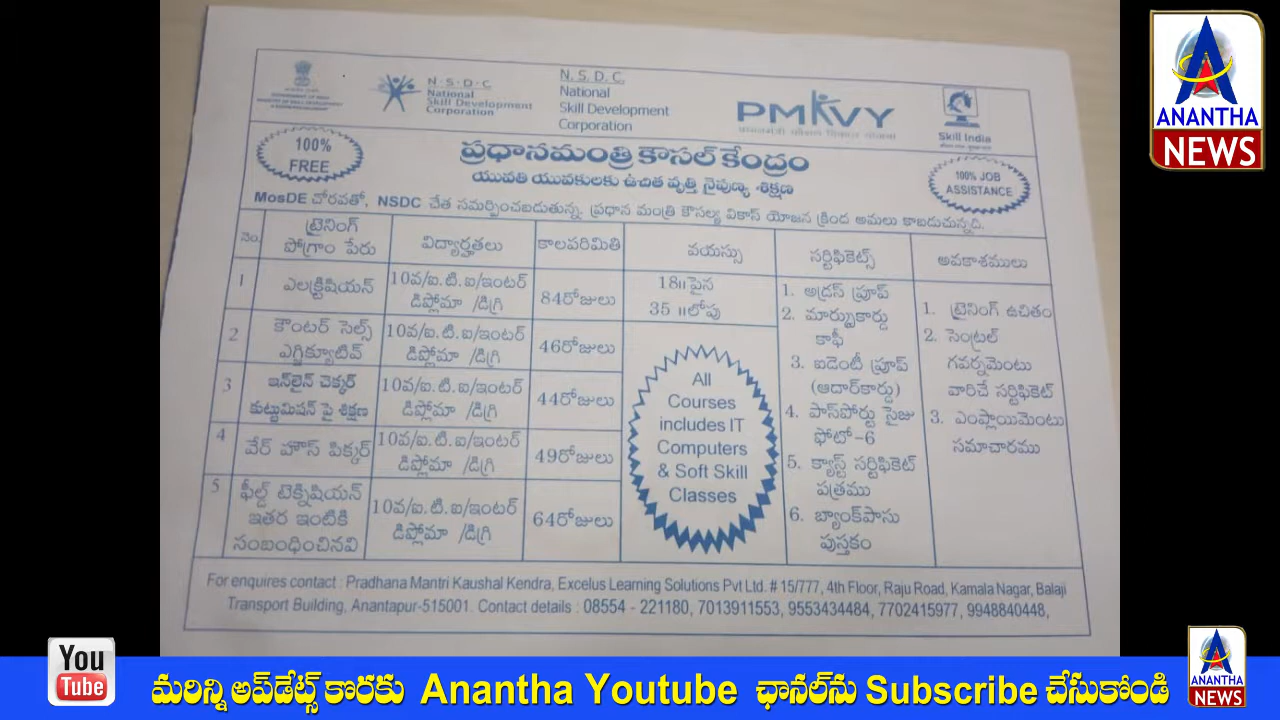 ANANTHA
NEWS
N·S·D·C
National
Skill Development
Corporation
N. S. D. C.
National
Skill Development
Corporation
PMKVY
प्रधानमंत्री कौशल विकास योजना
Skill India
100%
FREE
ప్రధానమంత్రి కౌసల్ కేంద్రం
యువతి యువకులకు ఉచిత వృత్తి నైపుణ్య శిక్షణ
100% JOB
ASSISTANCE
MosDE చోరవతో, NSDC చేత సమర్పించబడుతున్న ప్రధాన మంత్రి కౌసల్య వికాస్ యోజన క్రింద అమలు కాబడుచున్నది.
నెం. ట్రైనింగ్ ప్రోగ్రాం పేరు విద్యార్హతలు కాలపరిమితి వయస్సు సర్టిఫికెట్స్ అవకాశములు
1 ఎలక్ట్రిషియన్ 10వ/ఐ.టి.ఐ/ఇంటర్ డిప్లోమా /డిగ్రి 84రోజులు
18॥పైన
35 ॥లోపు
2 కౌంటర్ సెల్స్ ఎగ్జిక్యూటివ్ 10వ/ఐ.టి.ఐ/ఇంటర్ డిప్లోమా /డిగ్రి 46రోజులు
3 ఇన్‌లైన్ చెక్కర్ కుట్టుమిషన్ పై శిక్షణ 10వ/ఐ.టి.ఐ/ఇంటర్ డిప్లోమా /డిగ్రి 44రోజులు
4 వేర్ హౌస్ పిక్కర్ 10వ/ఐ.టి.ఐ/ఇంటర్ డిప్లోమా /డిగ్రి 49రోజులు
5 ఫీల్డ్ టెక్నిషియన్ ఇతర ఇంటికి సంబంధించినవి 10వ/ఐ.టి.ఐ/ఇంటర్ డిప్లోమా /డిగ్రి 64రోజులు
All
Courses
includes IT
Computers
& Soft Skill
Classes
1. అడ్రస్ ప్రూప్
2. మార్క్సుకార్డు
కాఫీ
3. ఐడెంటీ ప్రూప్
(ఆదార్‌కార్డు)
4. పాస్‌పోర్టు సైజు
ఫోటో-6
5. క్యాస్ట్ సర్టిఫికెట్
పత్రము
6. బ్యాంక్‌పాసు
పుస్తకం
1. ట్రైనింగ్ ఉచితం
2. సెంట్రల్
గవర్నమెంటు
వారిచే సర్టిఫికెట్
3. ఎంప్లాయిమెంటు
సమాచారము
For enquires contact : Pradhana Mantri Kaushal Kendra, Excelus Learning Solutions Pvt Ltd. # 15/777, 4th Floor, Raju Road, Kamala Nagar, Balaji
Transport Building, Anantapur-515001. Contact details : 08554 - 221180, 7013911553, 9553434484, 7702415977, 9948840448,
You
Tube
మరిన్ని అప్‌డేట్స్ కొరకు Anantha Youtube ఛానల్‌ను Subscribe చేసుకోండి
ANANTHA
NEWS